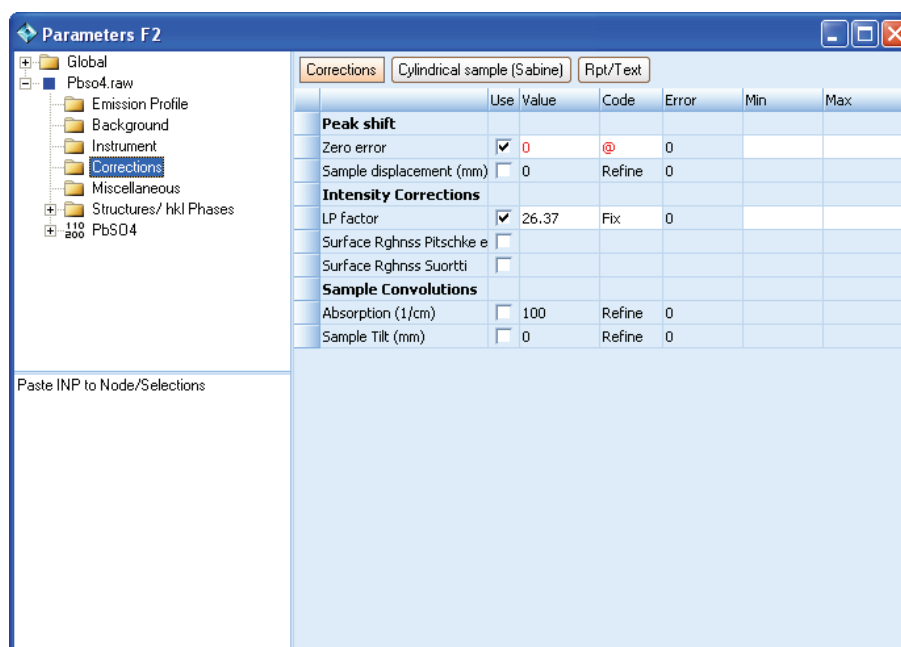 Parameters F2
Global
Pbso4.raw
Emission Profile
Background
Instrument
Corrections
Miscellaneous
Structures/ hkl Phases
110
200 PbSO4
Paste INP to Node/Selections
Corrections Cylindrical sample (Sabine) Rpt/Text
Use Value Code Error Min Max
Peak shift
Zero error 0 @ 0
Sample displacement (mm) 0 Refine 0
Intensity Corrections
LP factor 26.37 Fix 0
Surface Rghnss Pitschke e
Surface Rghnss Suortti
Sample Convolutions
Absorption (1/cm) 100 Refine 0
Sample Tilt (mm) 0 Refine 0